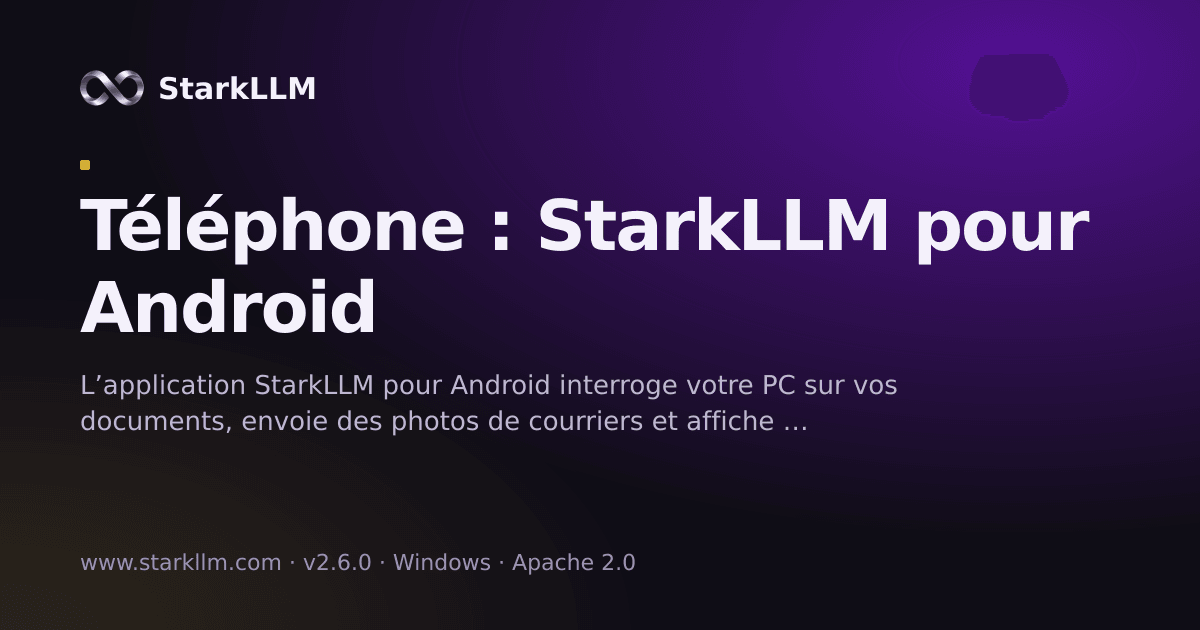 StarkLLM
Téléphone : StarkLLM pour
Android
L’application StarkLLM pour Android interroge votre PC sur vos
documents, envoie des photos de courriers et affiche …
www.starkllm.com · v2.6.0 · Windows · Apache 2.0